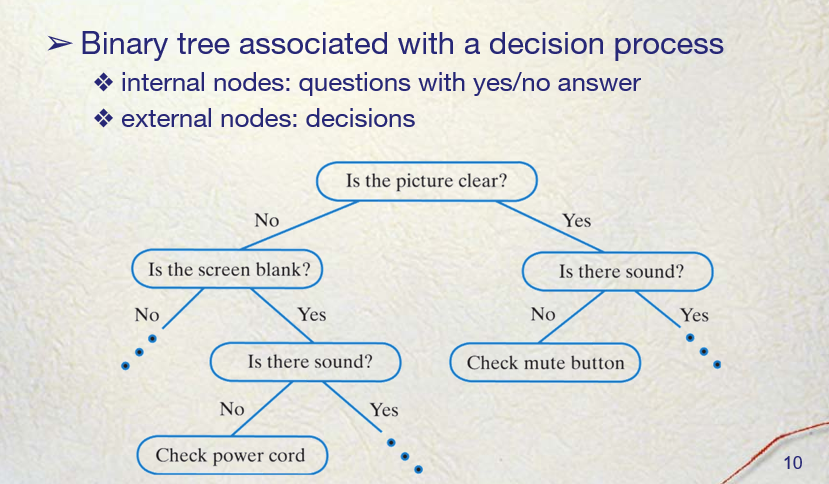 ➢ Binary tree associated with a decision process
❖ internal nodes: questions with yes/no answer
❖ external nodes: decisions
Is the picture clear?
No
Yes
Is the screen blank?
Is there sound?
No
Yes
No
Yes
Is there sound?
Check mute button
No
Yes
Check power cord
10